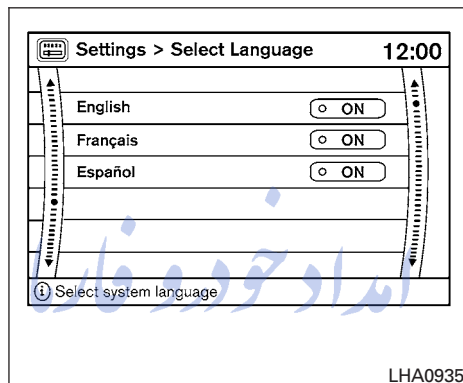 Settings > Select Language 12:00
English ON
Français ON
Español ON
امداد خودرو فارا
i Select system language
LHA0935